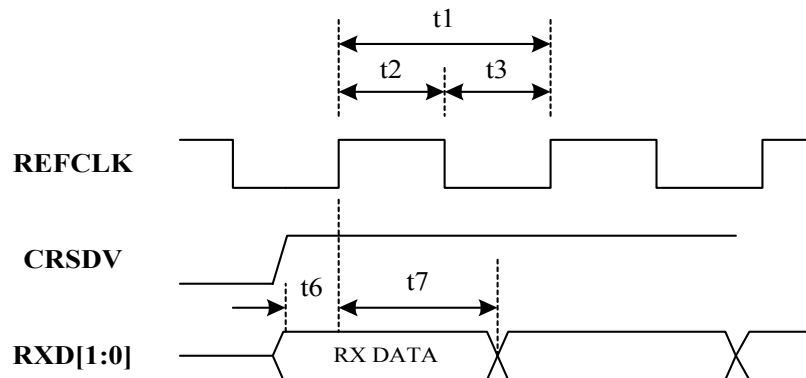 t1
t2 t3
REFCLK
CRSDV
t6 t7
RXD[1:0] RX DATA